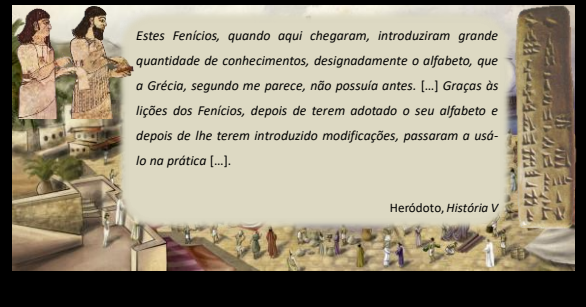 Estes Fenícios, quando aqui chegaram, introduziram grande
quantidade de conhecimentos, designadamente o alfabeto, que
a Grécia, segundo me parece, não possuía antes. […] Graças às
lições dos Fenícios, depois de terem adotado o seu alfabeto e
depois de lhe terem introduzido modificações, passaram a usá-
lo na prática […].
Heródoto, História V